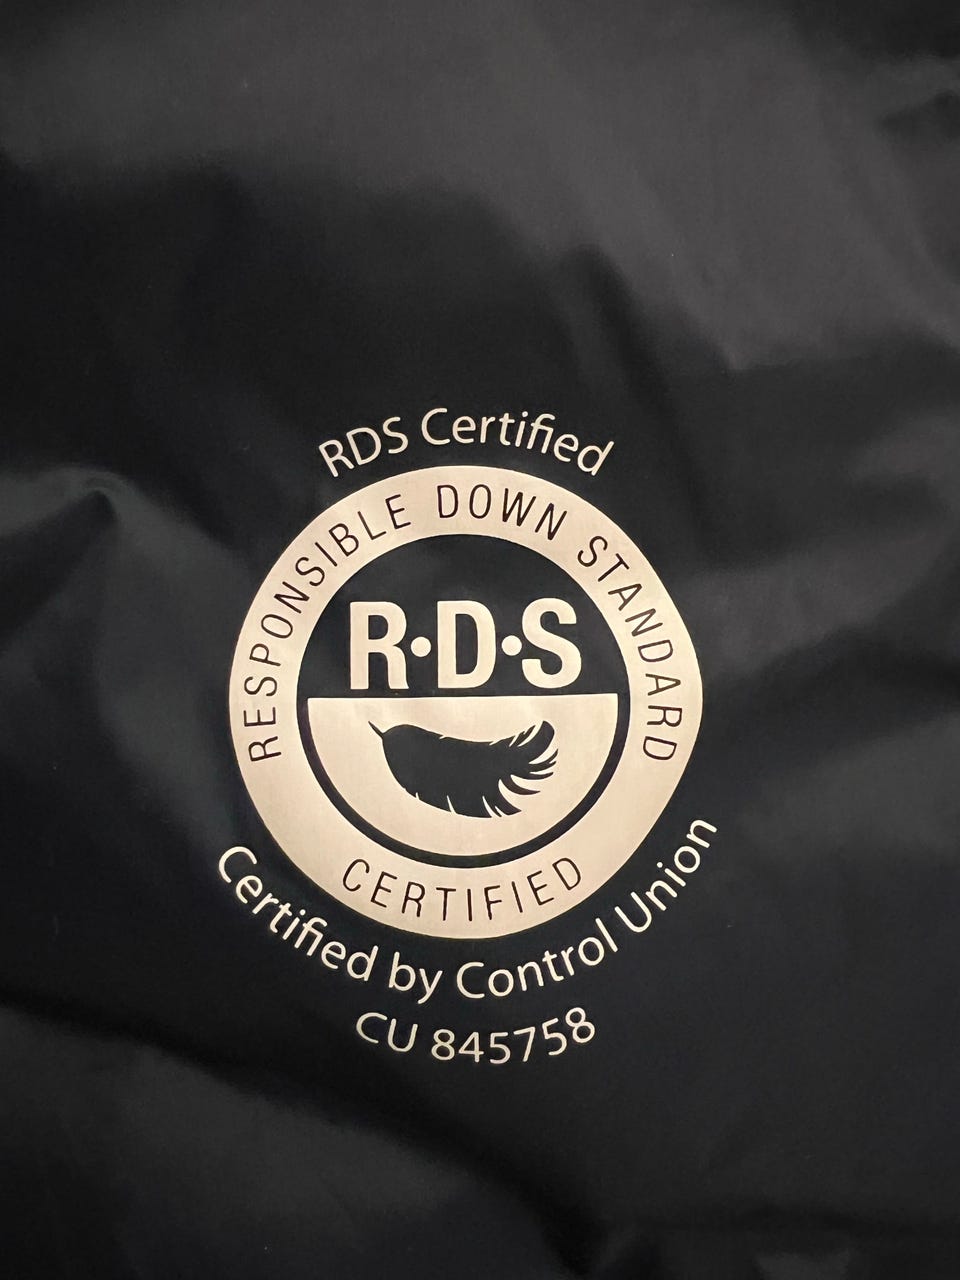 RDS Certified
RESPONSIBLE DOWN STANDARD
R·D·S
CERTIFIED
Certified by Control Union
CU 845758